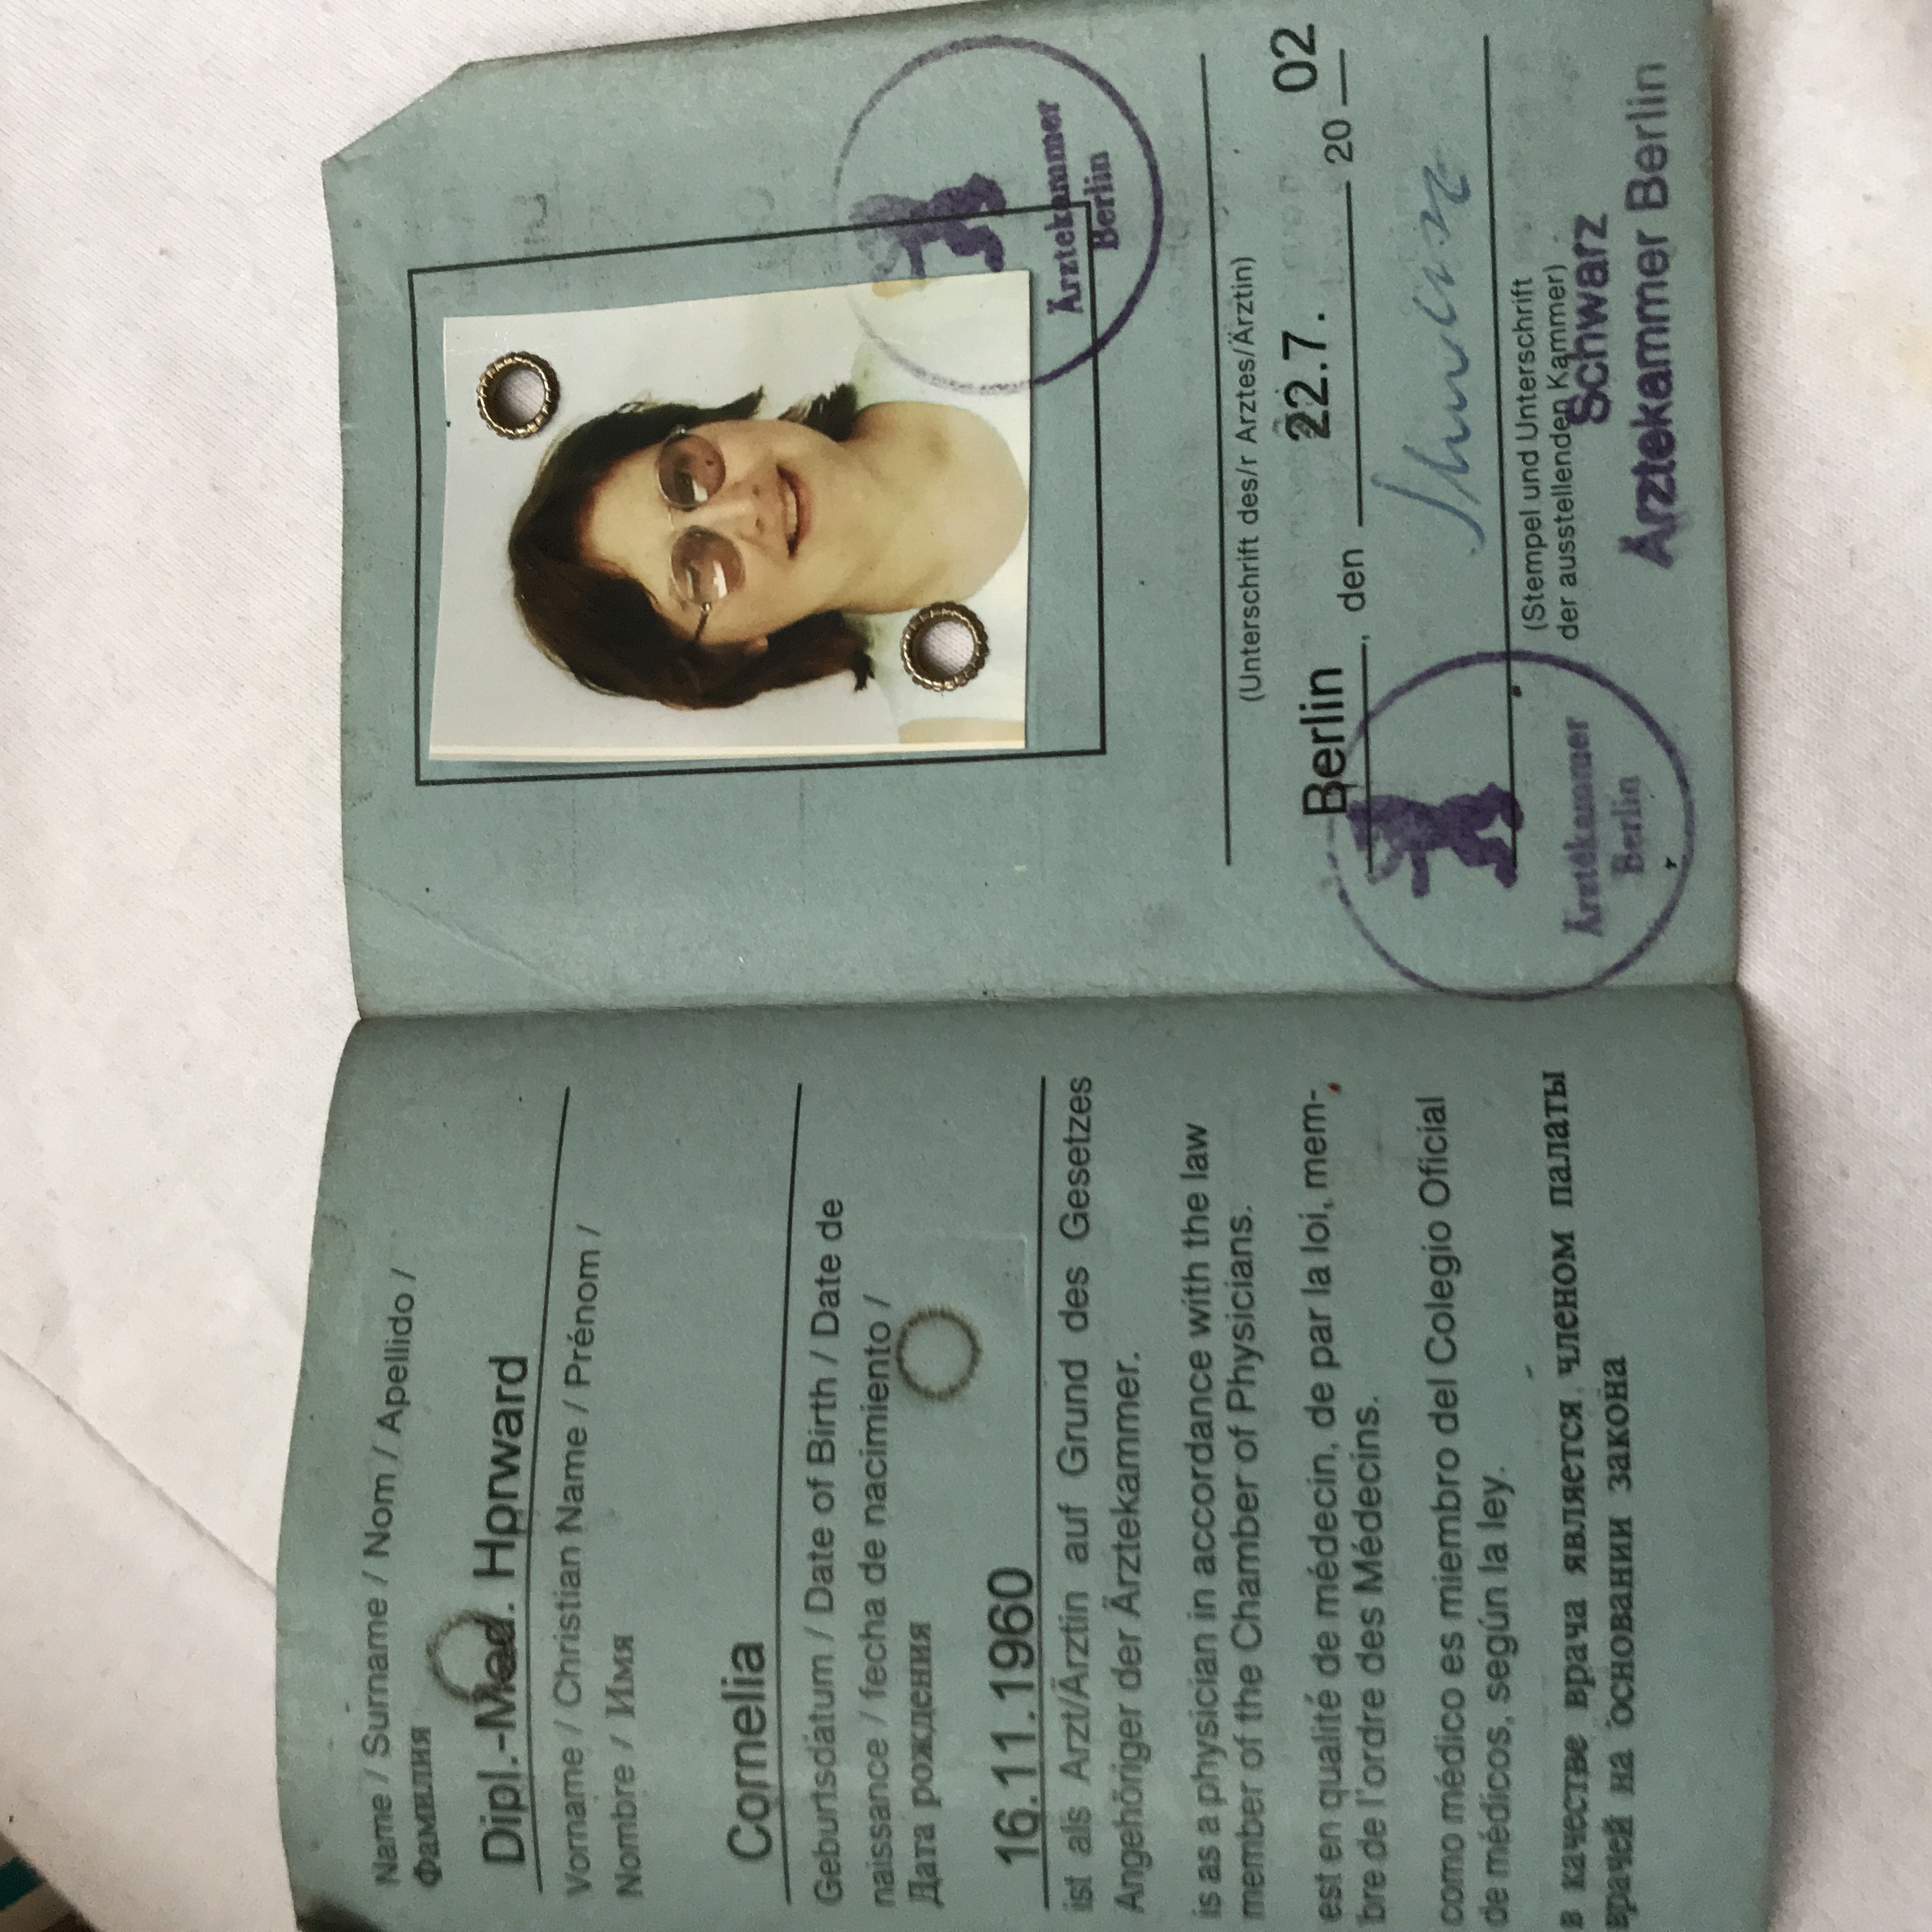 Name / Surname / Nom / Apellido /
Фамилия
Dipl.-Med. Horward
Vorname / Christian Name / Prénom /
Nombre / Имя
Cornelia
Geburtsdatum / Date of Birth / Date de
naissance / fecha de nacimiento /
Дата рождения
16.11.1960
ist als Arzt/Ärztin auf Grund des Gesetzes
Angehöriger der Ärztekammer.
is as a physician in accordance with the law
member of the Chamber of Physicians.
est en qualité de médecin, de par la loi, mem-
bre de l'ordre des Médecins.
como médico es miembro del Colegio Oficial
de médicos, según la ley.
в качестве врача является членом палаты
врачей на основании закона
Ärztekammer
Berlin
(Unterschrift des/r Arztes/Ärztin)
Berlin, den 22.7. 20 02
Schwarz
(Stempel und Unterschrift
der ausstellenden Kammer)
Schwarz
Ärztekammer Berlin
Ärztekammer
Berlin